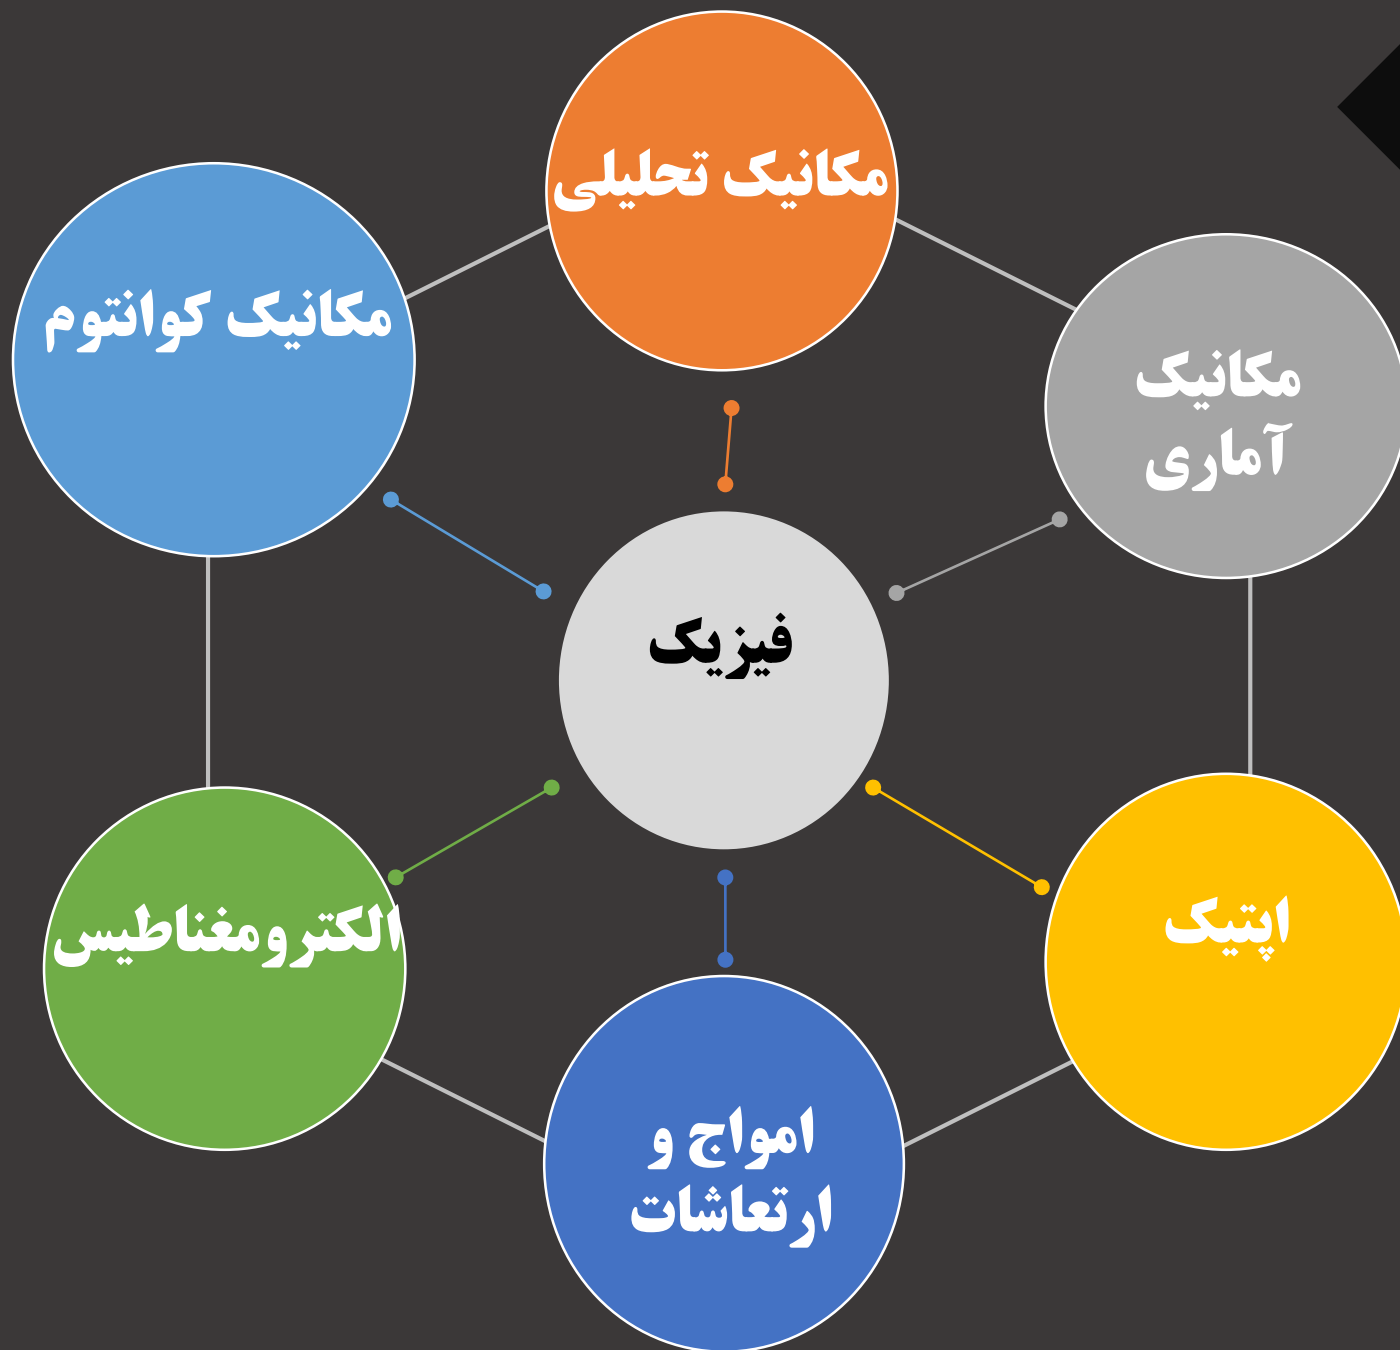 مکانیک تحلیلی
مکانیک کوانتوم
مکانیک
آماری
فیزیک
الکترومغناطیس
اپتیک
امواج و
ارتعاشات